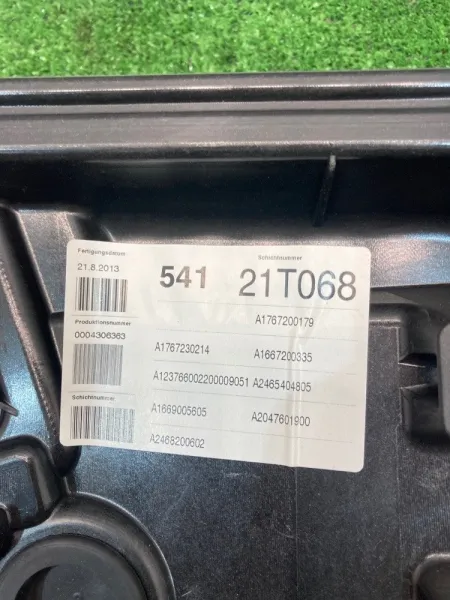 Fertigungsdatum
21.8.2013
541
Schichtnummer
21T068
A1767200179
Produktionsnummer
0004306363
A1767230214
A1667200335
A123766002200009051
A2465404805
Schichtnummer
A1669005605
A2047601900
A2468200602